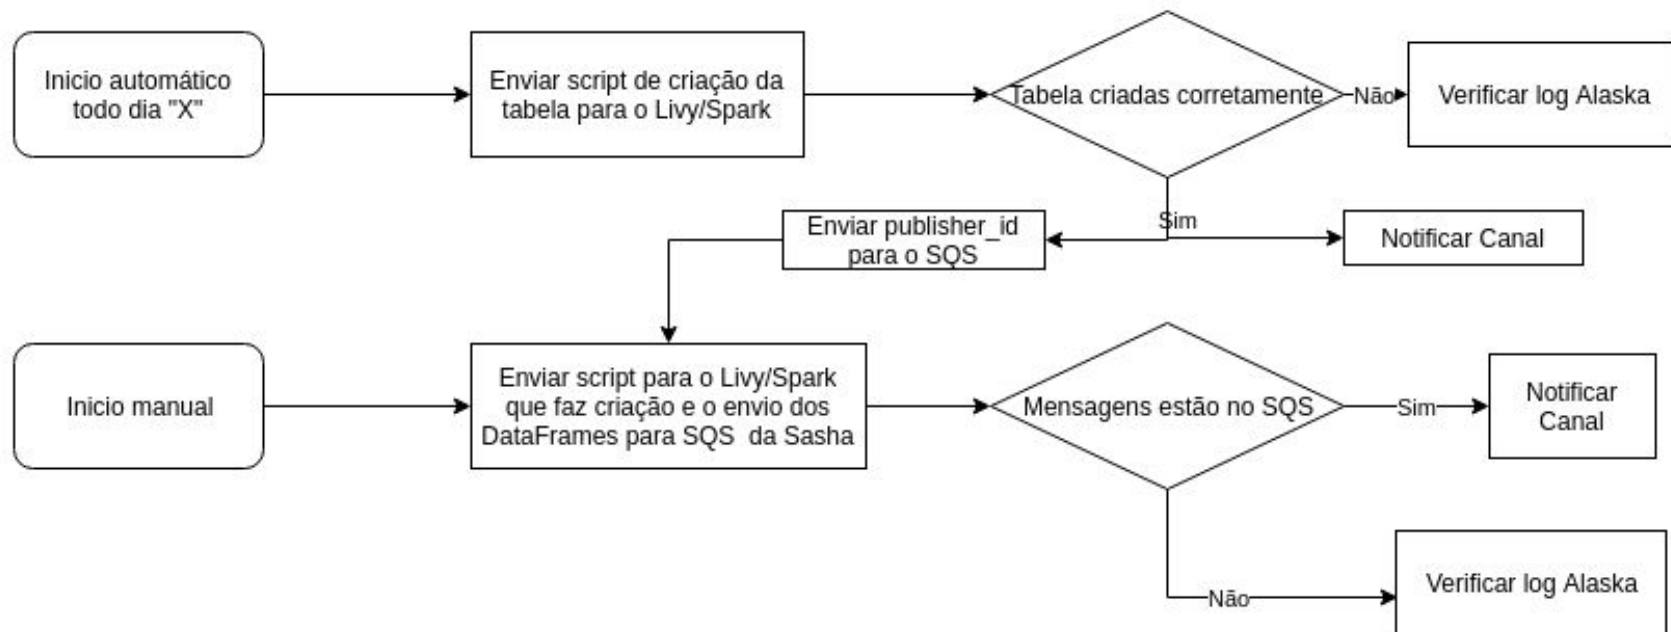 Inicio automático
todo dia "X"
Enviar script de criação da
tabela para o Livy/Spark
Tabela criadas corretamente
Não
Verificar log Alaska
Sim
Enviar publisher_id
para o SQS
Notificar Canal
Inicio manual
Enviar script para o Livy/Spark
que faz criação e o envio dos
DataFrames para SQS  da Sasha
Mensagens estão no SQS
Sim
Notificar
Canal
Não
Verificar log Alaska